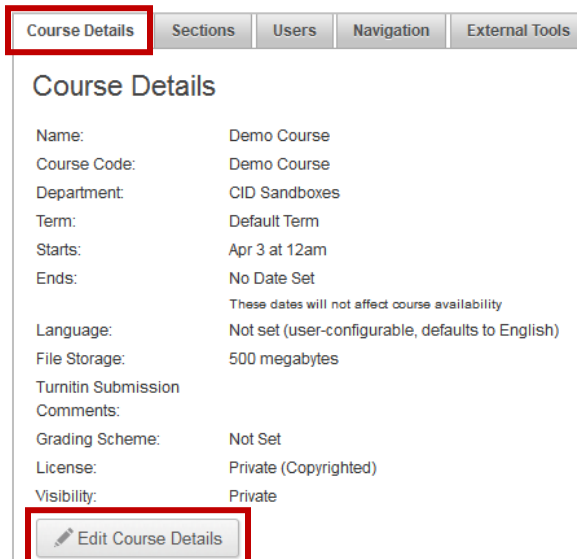 Course Details Sections Users Navigation External Tools
Course Details
Name: Demo Course
Course Code: Demo Course
Department: CID Sandboxes
Term: Default Term
Starts: Apr 3 at 12am
Ends: No Date Set
These dates will not affect course availability
Language: Not set (user-configurable, defaults to English)
File Storage: 500 megabytes
Turnitin Submission
Comments:
Grading Scheme: Not Set
License: Private (Copyrighted)
Visibility: Private
Edit Course Details